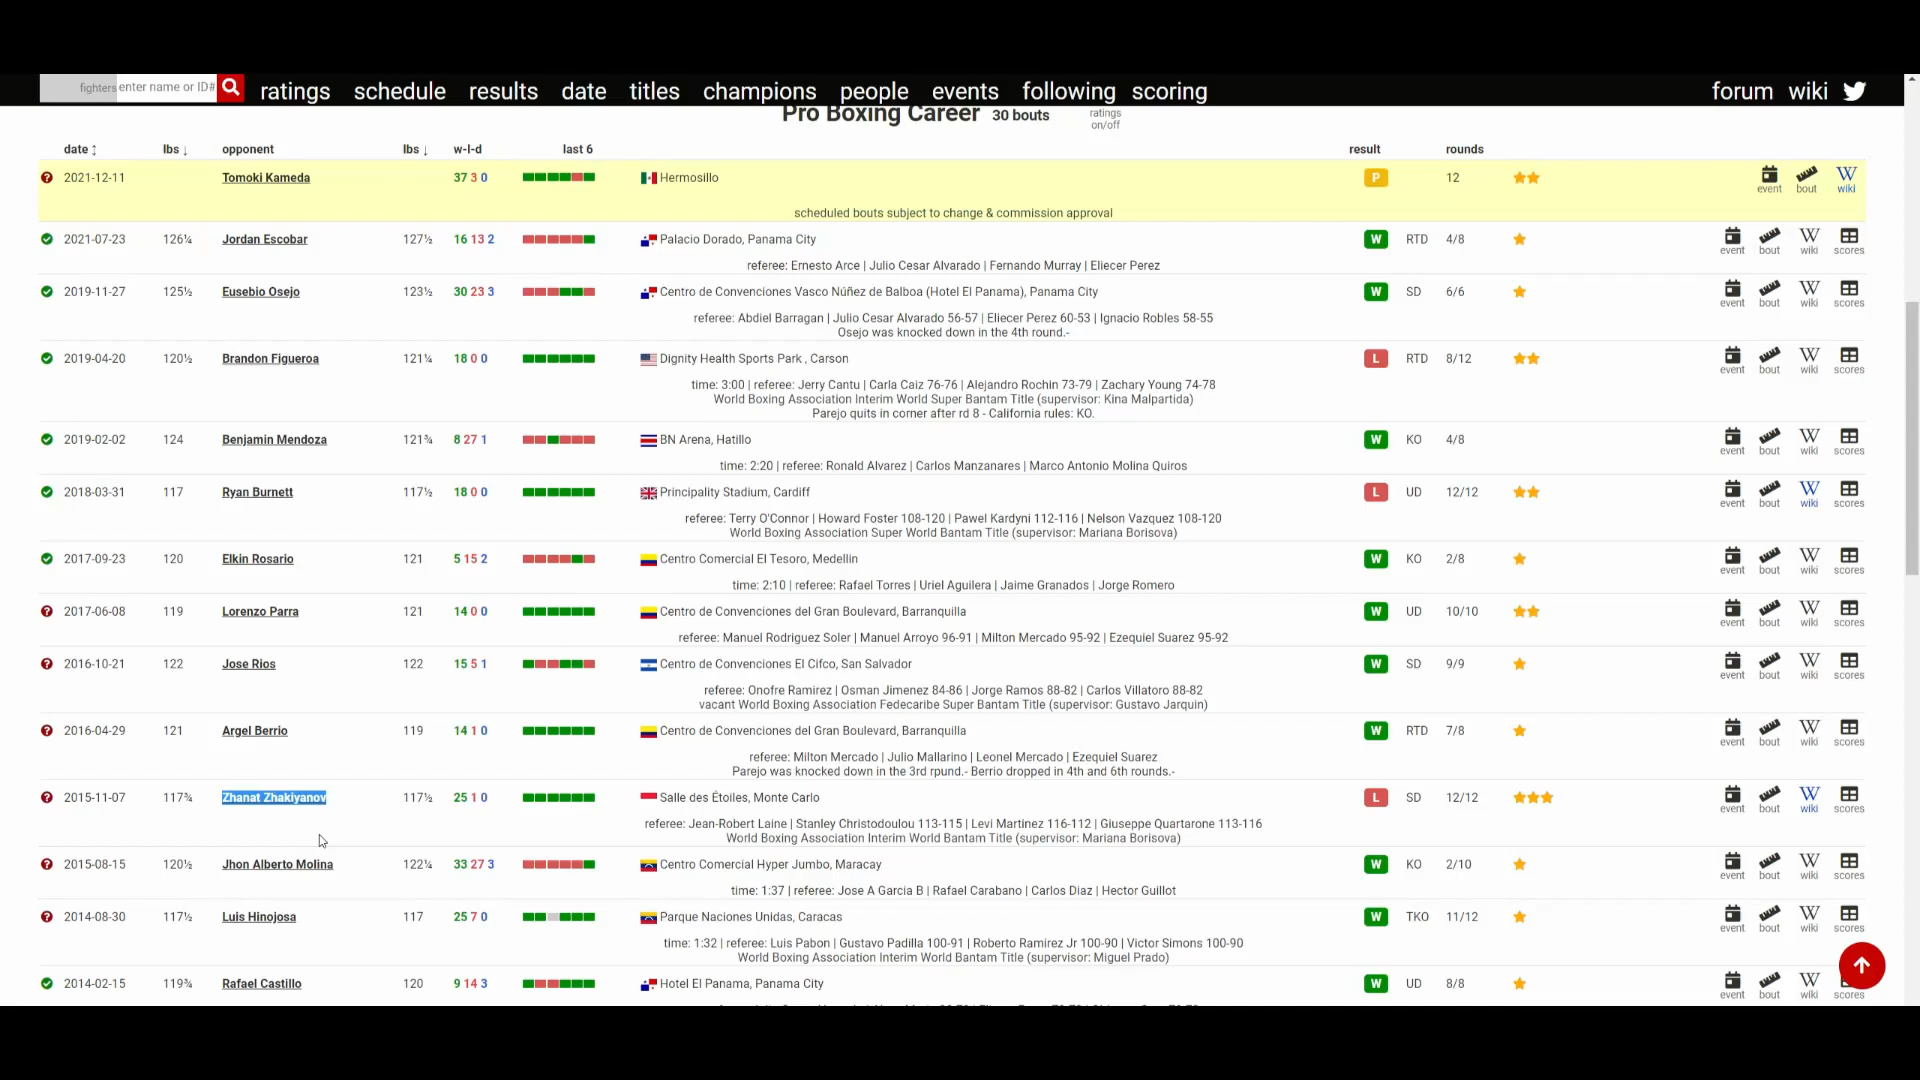 fighters enter name or ID# ratings schedule results date titles champions people events following scoring forum wiki
Pro Boxing Career 30 bouts ratings on/off
date lbs opponent lbs w-l-d last 6 result rounds
2021-12-11 Tomoki Kameda 37 3 0 Hermosillo P 12 event bout wiki
scheduled bouts subject to change & commission approval
2021-07-23 126¼ Jordan Escobar 127½ 16 13 2 Palacio Dorado, Panama City W RTD 4/8 event bout wiki scores
referee: Ernesto Arce | Julio Cesar Alvarado | Fernando Murray | Eliecer Perez
2019-11-27 125½ Eusebio Osejo 123½ 30 23 3 Centro de Convenciones Vasco Núñez de Balboa (Hotel El Panama), Panama City W SD 6/6 event bout wiki scores
referee: Abdiel Barragan | Julio Cesar Alvarado 56-57 | Eliecer Perez 60-53 | Ignacio Robles 58-55
Osejo was knocked down in the 4th round.-
2019-04-20 120½ Brandon Figueroa 121¼ 18 0 0 Dignity Health Sports Park , Carson L RTD 8/12 event bout wiki scores
time: 3:00 | referee: Jerry Cantu | Carla Caiz 76-76 | Alejandro Rochin 73-79 | Zachary Young 74-78
World Boxing Association Interim World Super Bantam Title (supervisor: Kina Malpartida)
Parejo quits in corner after rd 8 - California rules: KO.
2019-02-02 124 Benjamin Mendoza 121¾ 8 27 1 BN Arena, Hatillo W KO 4/8 event bout wiki scores
time: 2:20 | referee: Ronald Alvarez | Carlos Manzanares | Marco Antonio Molina Quiros
2018-03-31 117 Ryan Burnett 117½ 18 0 0 Principality Stadium, Cardiff L UD 12/12 event bout wiki scores
referee: Terry O'Connor | Howard Foster 108-120 | Pawel Kardyni 112-116 | Nelson Vazquez 108-120
World Boxing Association Super World Bantam Title (supervisor: Mariana Borisova)
2017-09-23 120 Elkin Rosario 121 5 15 2 Centro Comercial El Tesoro, Medellin W KO 2/8 event bout wiki scores
time: 2:10 | referee: Rafael Torres | Uriel Aguilera | Jaime Granados | Jorge Romero
2017-06-08 119 Lorenzo Parra 121 14 0 0 Centro de Convenciones del Gran Boulevard, Barranquilla W UD 10/10 event bout wiki scores
referee: Manuel Rodriguez Soler | Manuel Arroyo 96-91 | Milton Mercado 95-92 | Ezequiel Suarez 95-92
2016-10-21 122 Jose Rios 122 15 5 1 Centro de Convenciones El Cifco, San Salvador W SD 9/9 event bout wiki scores
referee: Onofre Ramirez | Osman Jimenez 84-86 | Jorge Ramos 88-82 | Carlos Villatoro 88-82
vacant World Boxing Association Fedecaribe Super Bantam Title (supervisor: Gustavo Jarquin)
2016-04-29 121 Argel Berrio 119 14 1 0 Centro de Convenciones del Gran Boulevard, Barranquilla W RTD 7/8 event bout wiki scores
referee: Milton Mercado | Julio Mallarino | Leonel Mercado | Ezequiel Suarez
Parejo was knocked down in the 3rd rpund.- Berrio dropped in 4th and 6th rounds.-
2015-11-07 117¾ Zhanat Zhakiyanov 117½ 25 1 0 Salle des Étoiles, Monte Carlo L SD 12/12 event bout wiki scores
referee: Jean-Robert Laine | Stanley Christodoulou 113-115 | Levi Martinez 116-112 | Giuseppe Quartarone 113-116
World Boxing Association Interim World Bantam Title (supervisor: Mariana Borisova)
2015-08-15 120½ Jhon Alberto Molina 122¼ 33 27 3 Centro Comercial Hyper Jumbo, Maracay W KO 2/10 event bout wiki scores
time: 1:37 | referee: Jose A Garcia B | Rafael Carabano | Carlos Diaz | Hector Guillot
2014-08-30 117½ Luis Hinojosa 117 25 7 0 Parque Naciones Unidas, Caracas W TKO 11/12 event bout wiki scores
time: 1:32 | referee: Luis Pabon | Gustavo Padilla 100-91 | Roberto Ramirez Jr 100-90 | Victor Simons 100-90
World Boxing Association Interim World Bantam Title (supervisor: Miguel Prado)
2014-02-15 119¾ Rafael Castillo 120 9 14 3 Hotel El Panama, Panama City W UD 8/8 event bout wiki scores